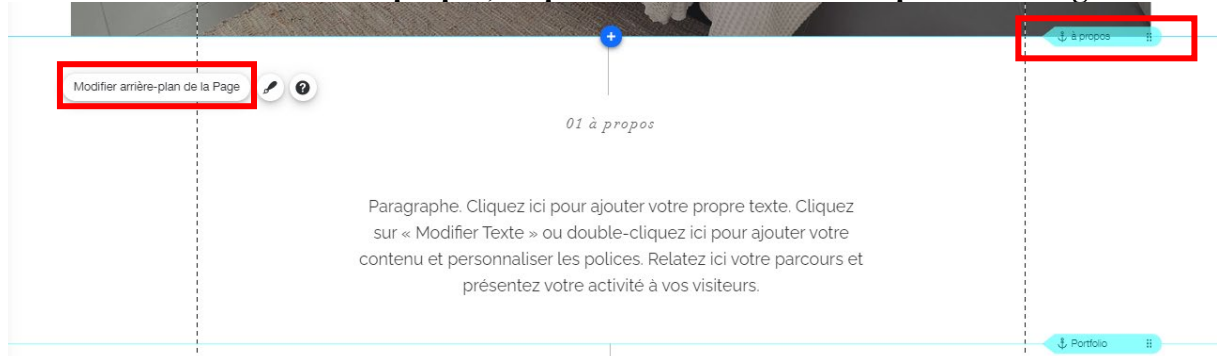 à propos
Modifier arrière-plan de la Page
01 à propos
Paragraphe. Cliquez ici pour ajouter votre propre texte. Cliquez
sur « Modifier Texte » ou double-cliquez ici pour ajouter votre
contenu et personnaliser les polices. Relatez ici votre parcours et
présentez votre activité à vos visiteurs.
Portfolio